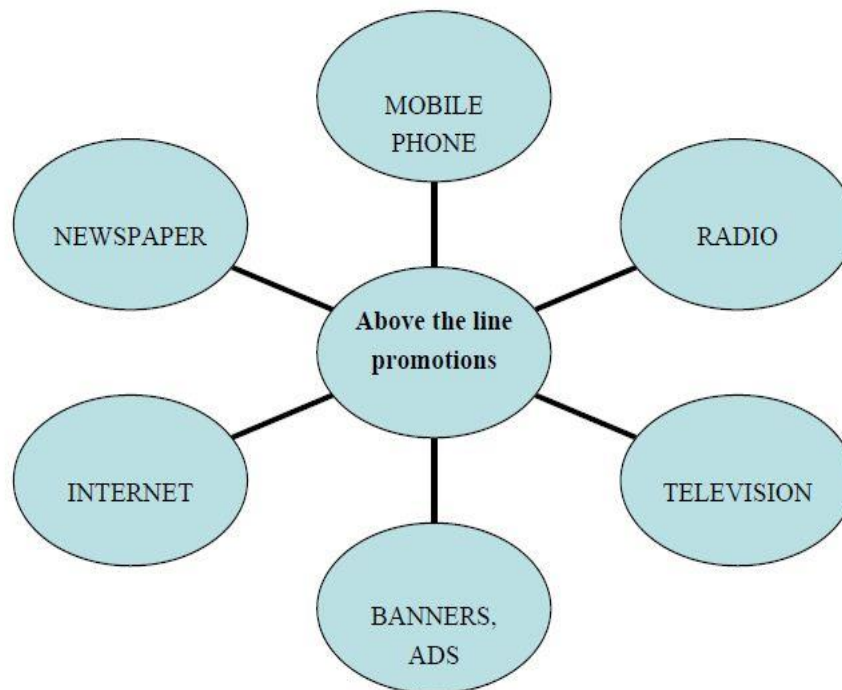 MOBILE
PHONE
NEWSPAPER
RADIO
Above the line
promotions
INTERNET
TELEVISION
BANNERS,
ADS